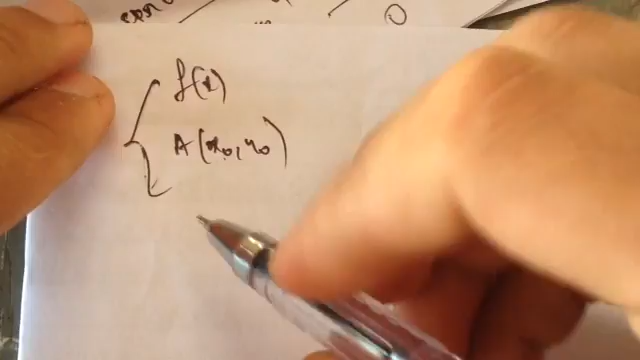 f(x)
A(x₀, y₀)